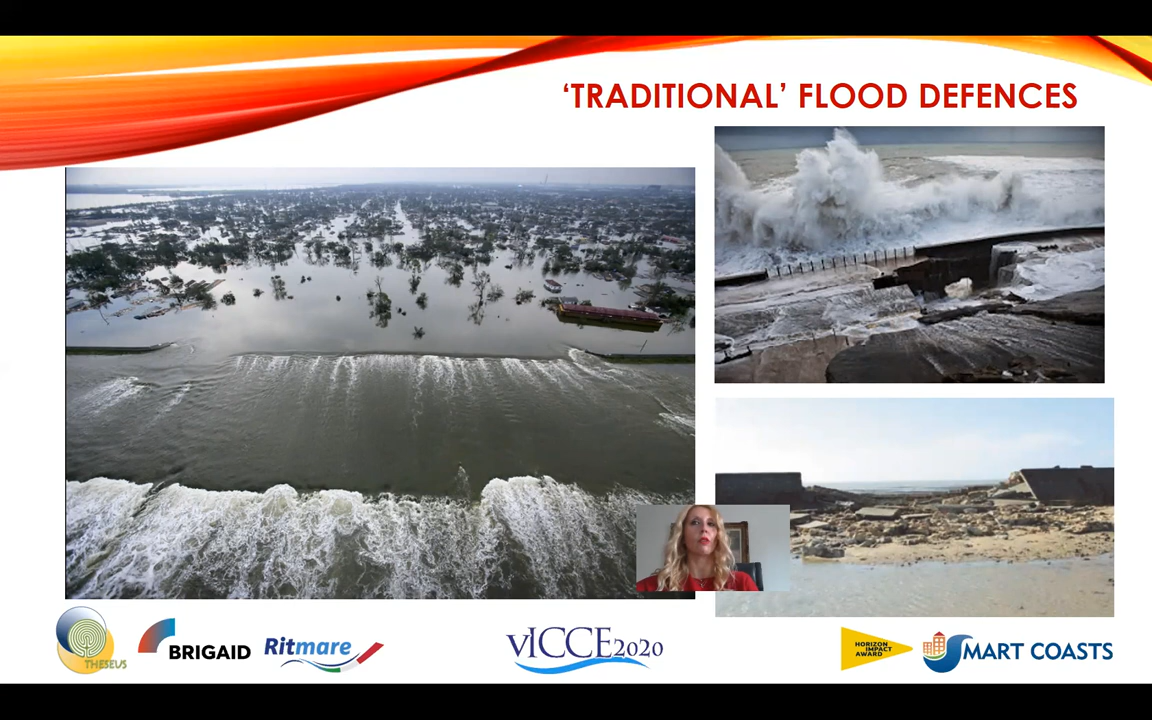 ‘TRADITIONAL’ FLOOD DEFENCES
THESEUS
BRIGAID
Ritmare
vICCE2020
HORIZON
IMPACT
AWARD
SMART COASTS